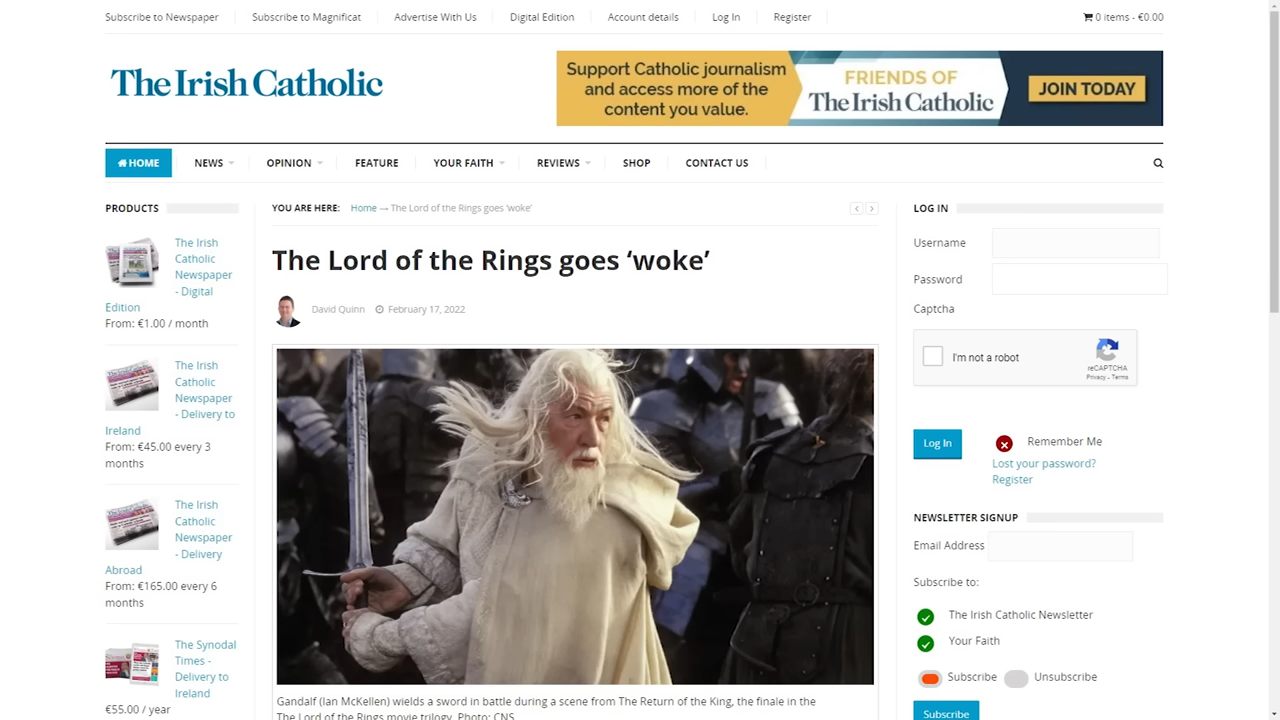 Subscribe to Newspaper
Subscribe to Magnificat
Advertise With Us
Digital Edition
Account details
Log In
Register
0 items - €0.00
The Irish Catholic
Support Catholic journalism
and access more of the
content you value.
FRIENDS OF
The Irish Catholic
JOIN TODAY
HOME
NEWS
OPINION
FEATURE
YOUR FAITH
REVIEWS
SHOP
CONTACT US
PRODUCTS
The Irish
Catholic
Newspaper
- Digital
Edition
From: €1.00 / month
The Irish
Catholic
Newspaper
- Delivery to
Ireland
From: €45.00 every 3
months
The Irish
Catholic
Newspaper
- Delivery
Abroad
From: €165.00 every 6
months
The Synodal
Times -
Delivery to
Ireland
€55.00 / year
YOU ARE HERE: Home → The Lord of the Rings goes ‘woke’
The Lord of the Rings goes ‘woke’
David Quinn
February 17, 2022
Gandalf (Ian McKellen) wields a sword in battle during a scene from The Return of the King, the finale in the
The Lord of the Rings movie trilogy. Photo: CNS
LOG IN
Username
Password
Captcha
I'm not a robot
reCAPTCHA
Privacy - Terms
Log In
Remember Me
Lost your password?
Register
NEWSLETTER SIGNUP
Email Address
Subscribe to:
The Irish Catholic Newsletter
Your Faith
Subscribe
Unsubscribe
Subscribe